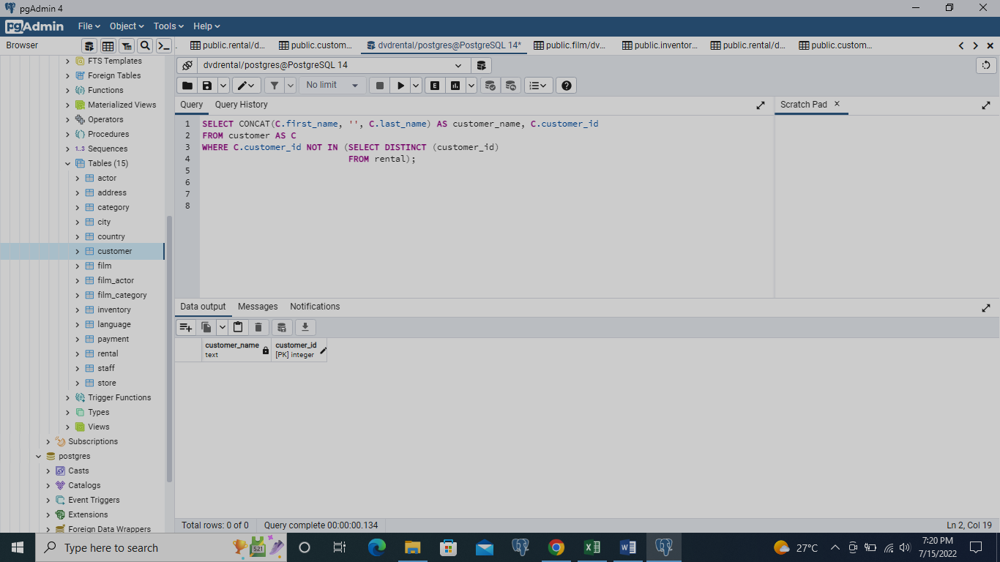 pgAdmin 4
pgAdmin
File Object Tools Help
Browser
public.rental/d... public.custom... dvdrental/postgres@PostgreSQL 14* public.film/dv... public.inventor... public.rental/d... public.custom...
dvdrental/postgres@PostgreSQL 14
No limit
Query Query History
Scratch Pad
1 SELECT CONCAT(C.first_name, '', C.last_name) AS customer_name, C.customer_id
2 FROM customer AS C
3 WHERE C.customer_id NOT IN (SELECT DISTINCT (customer_id)
4 FROM rental);
5
6
7
8
FTS Templates
Foreign Tables
Functions
Materialized Views
Operators
Procedures
1..3 Sequences
Tables (15)
actor
address
category
city
country
customer
film
film_actor
film_category
inventory
language
payment
rental
staff
store
Trigger Functions
Types
Views
Subscriptions
postgres
Casts
Catalogs
Event Triggers
Extensions
Foreign Data Wrappers
Data output Messages Notifications
customer_name
text
customer_id
[PK] integer
Total rows: 0 of 0 Query complete 00:00:00.134
Ln 2, Col 19
Type here to search
521
27°C
7:20 PM
7/15/2022